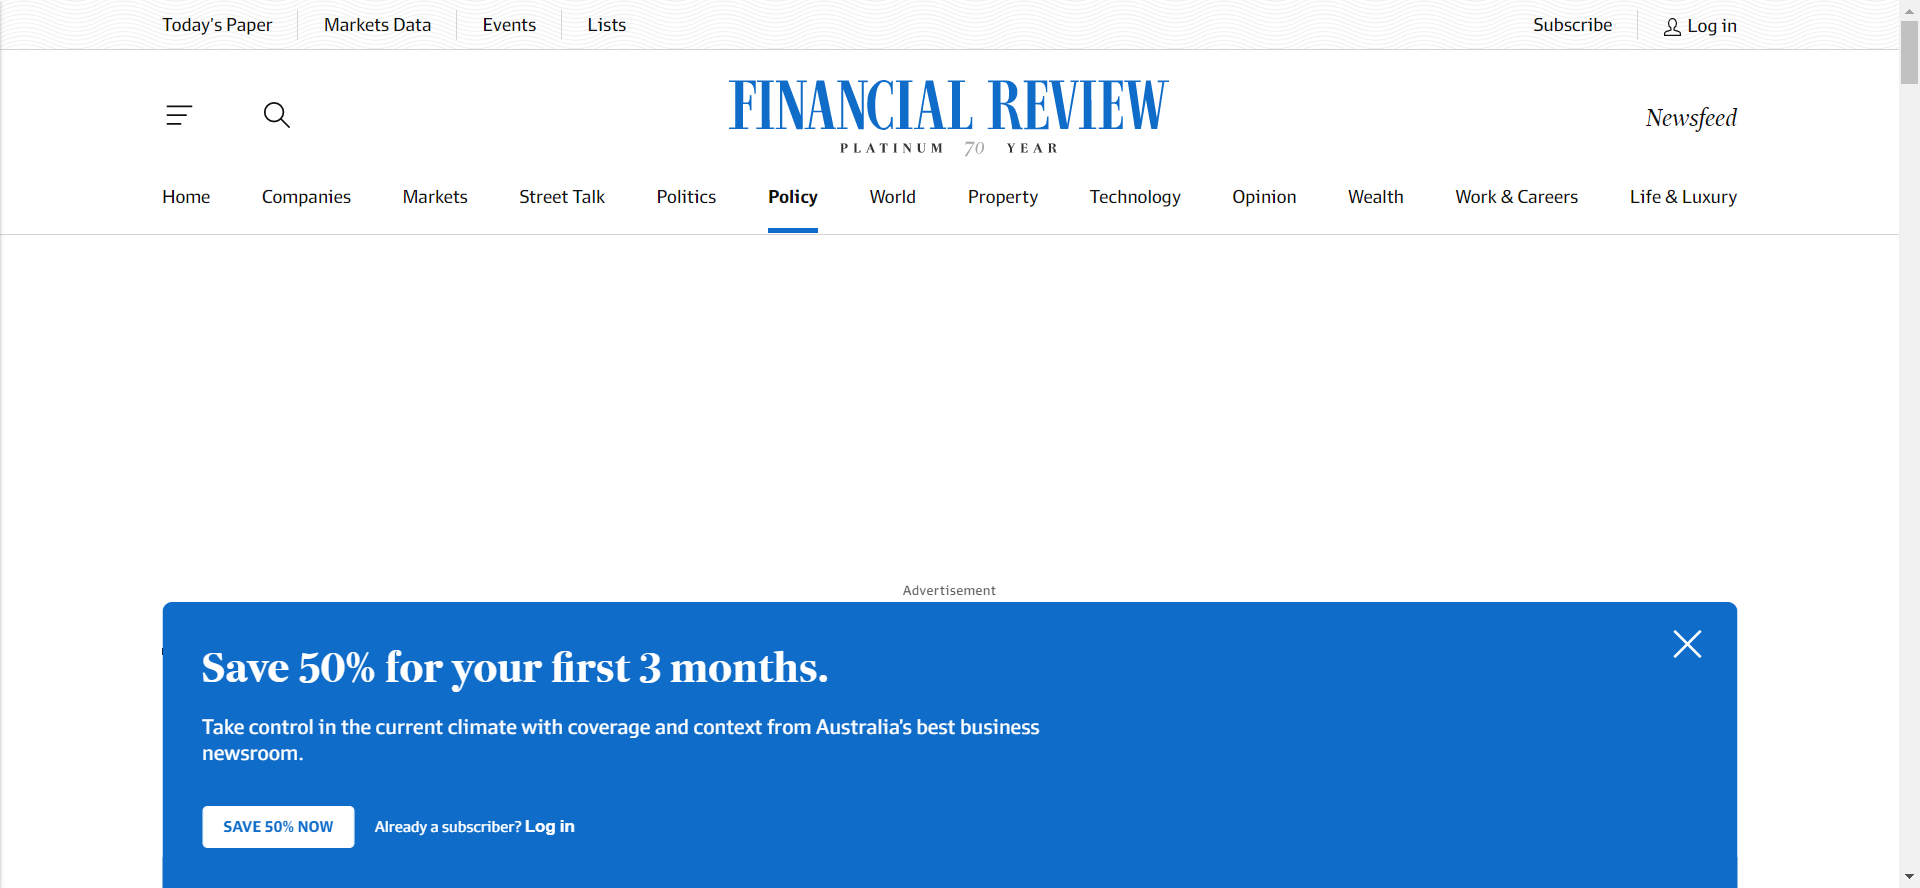 Today's Paper
Markets Data
Events
Lists
Subscribe
Log in
FINANCIAL REVIEW
PLATINUM 70 YEAR
Newsfeed
Home
Companies
Markets
Street Talk
Politics
Policy
World
Property
Technology
Opinion
Wealth
Work & Careers
Life & Luxury
Advertisement
Save 50% for your first 3 months.
Take control in the current climate with coverage and context from Australia's best business
newsroom.
SAVE 50% NOW
Already a subscriber? Log in